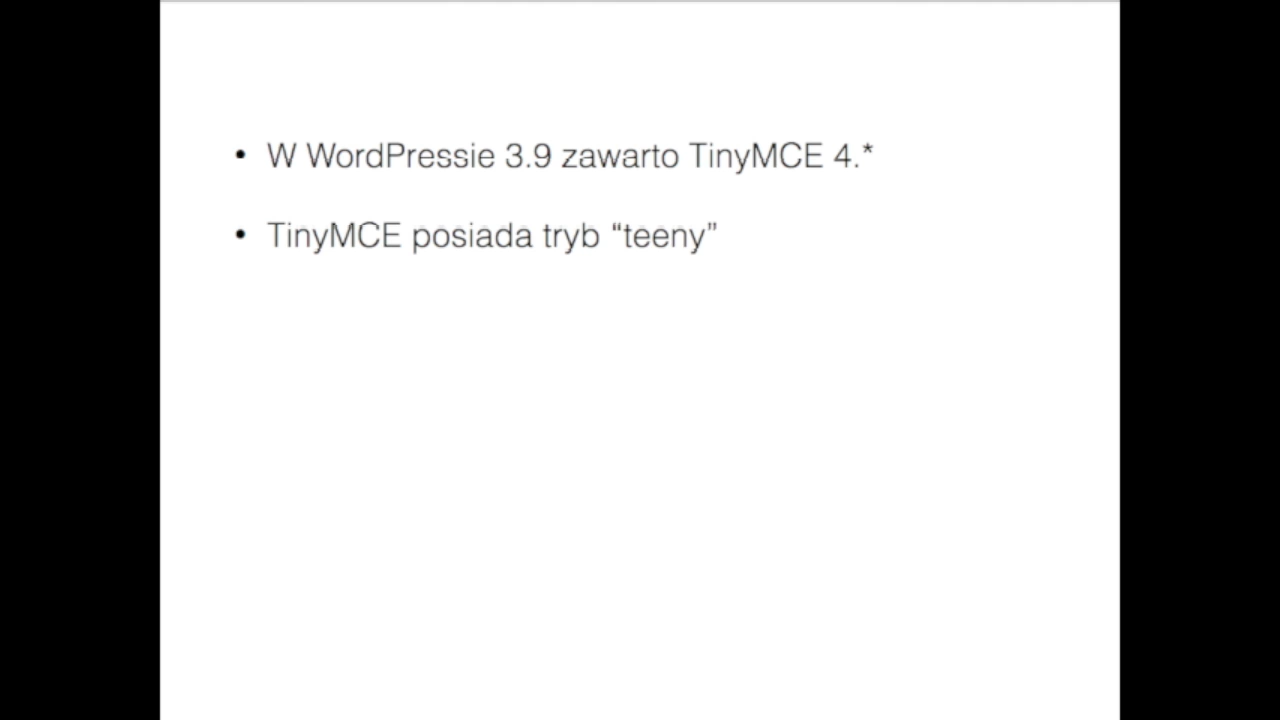 • W WordPressie 3.9 zawarto TinyMCE 4.*
• TinyMCE posiada tryb “teeny”